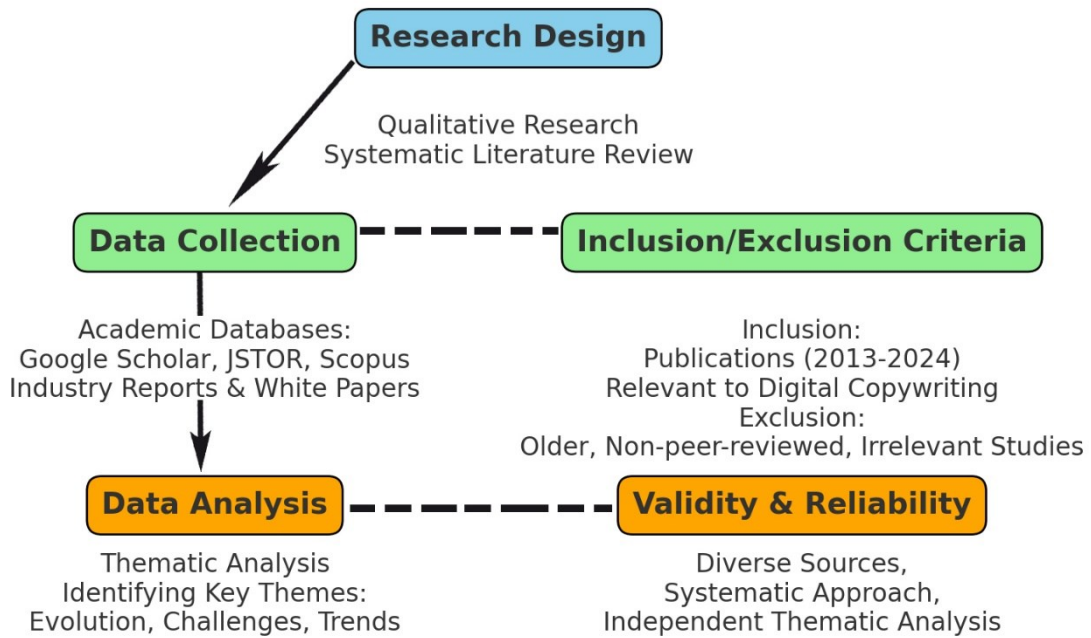 Research Design
Qualitative Research
Systematic Literature Review
Data Collection
Inclusion/Exclusion Criteria
Academic Databases:
Google Scholar, JSTOR, Scopus
Industry Reports & White Papers
Inclusion:
Publications (2013-2024)
Relevant to Digital Copywriting
Exclusion:
Older, Non-peer-reviewed, Irrelevant Studies
Data Analysis
Validity & Reliability
Thematic Analysis
Identifying Key Themes:
Evolution, Challenges, Trends
Diverse Sources,
Systematic Approach,
Independent Thematic Analysis